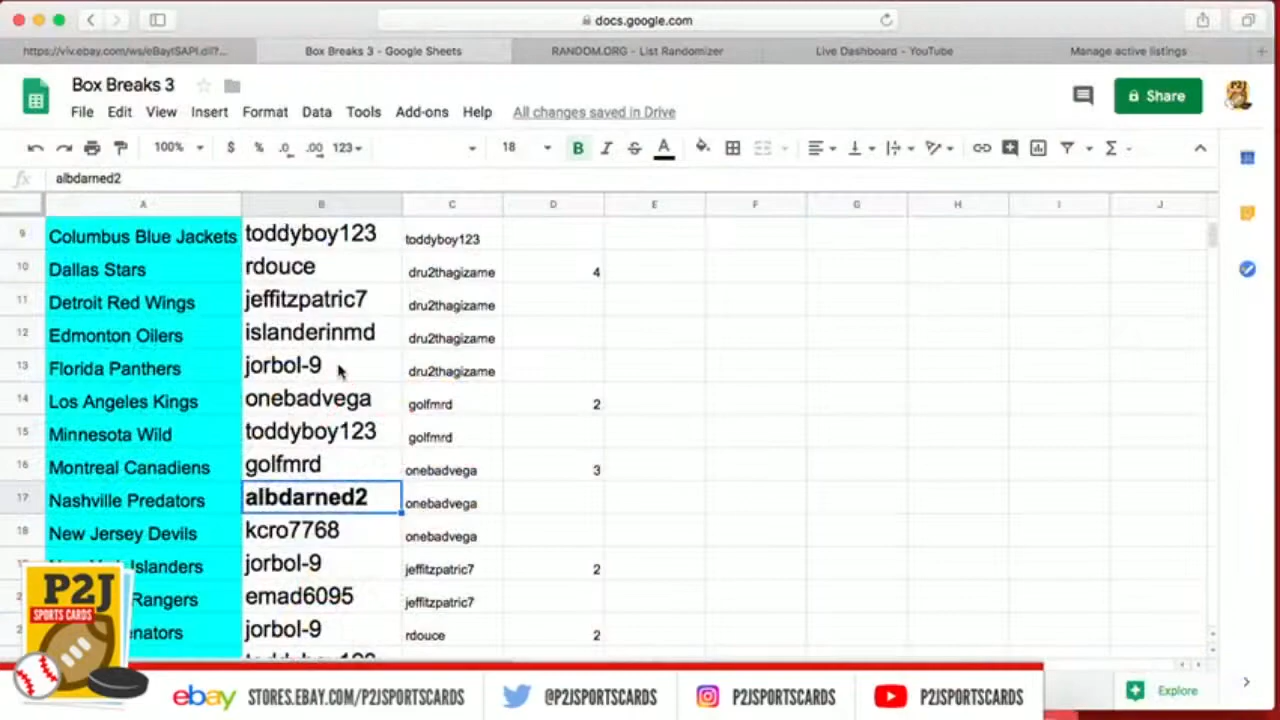 docs.google.com
https://viv.ebay.com/ws/eBayISAPI.dll?...
Box Breaks 3 - Google Sheets
RANDOM.ORG - List Randomizer
Live Dashboard - YouTube
Manage active listings
Box Breaks 3
Share
File Edit View Insert Format Data Tools Add-ons Help All changes saved in Drive
100% $ % .0 .00 123 18 B I S A
fx albdarned2
A B C D E F G H I J
9 Columbus Blue Jackets toddyboy123 toddyboy123
10 Dallas Stars rdouce dru2thagizame 4
11 Detroit Red Wings jeffitzpatric7 dru2thagizame
12 Edmonton Oilers islanderinmd dru2thagizame
13 Florida Panthers jorbol-9 dru2thagizame
14 Los Angeles Kings onebadvega golfmrd 2
15 Minnesota Wild toddyboy123 golfmrd
16 Montreal Canadiens golfmrd onebadvega 3
17 Nashville Predators albdarned2 onebadvega
18 New Jersey Devils kcro7768 onebadvega
Islanders jorbol-9 jeffitzpatric7 2
Rangers emad6095 jeffitzpatric7
enators jorbol-9 rdouce 2
P2J
SPORTS CARDS
ebay STORES.EBAY.COM/P2JSPORTSCARDS
@P2JSPORTSCARDS
P2JSPORTSCARDS
P2JSPORTSCARDS
Explore